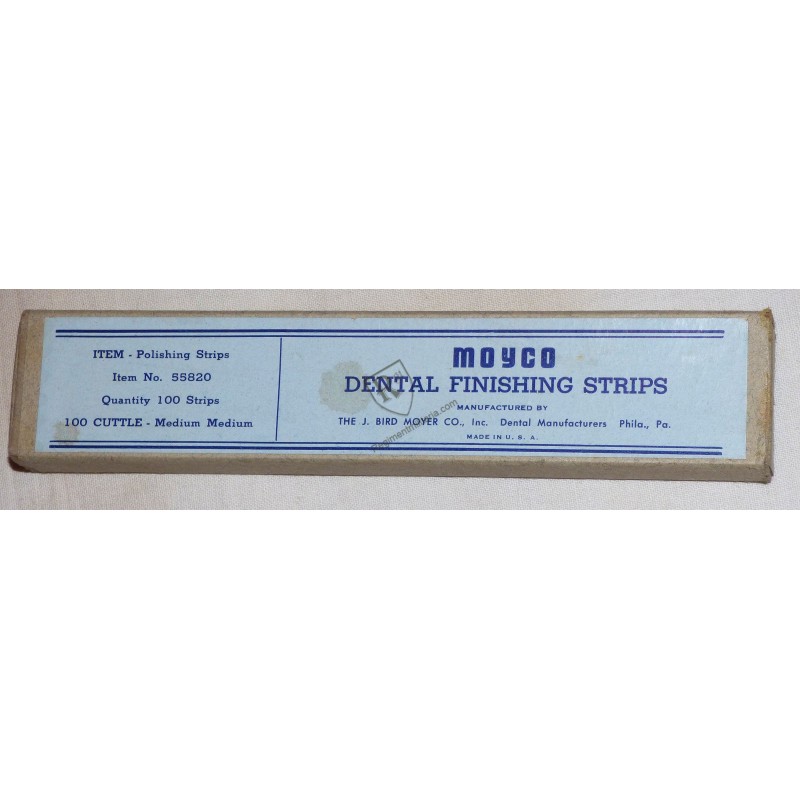 ITEM - Polishing Strips
Item No. 55820
Quantity 100 Strips
100 CUTTLE - Medium Medium
moyco
DENTAL FINISHING STRIPS
MANUFACTURED BY
THE J. BIRD MOYER CO., Inc. Dental Manufacturers Phila., Pa.
MADE IN U. S. A.